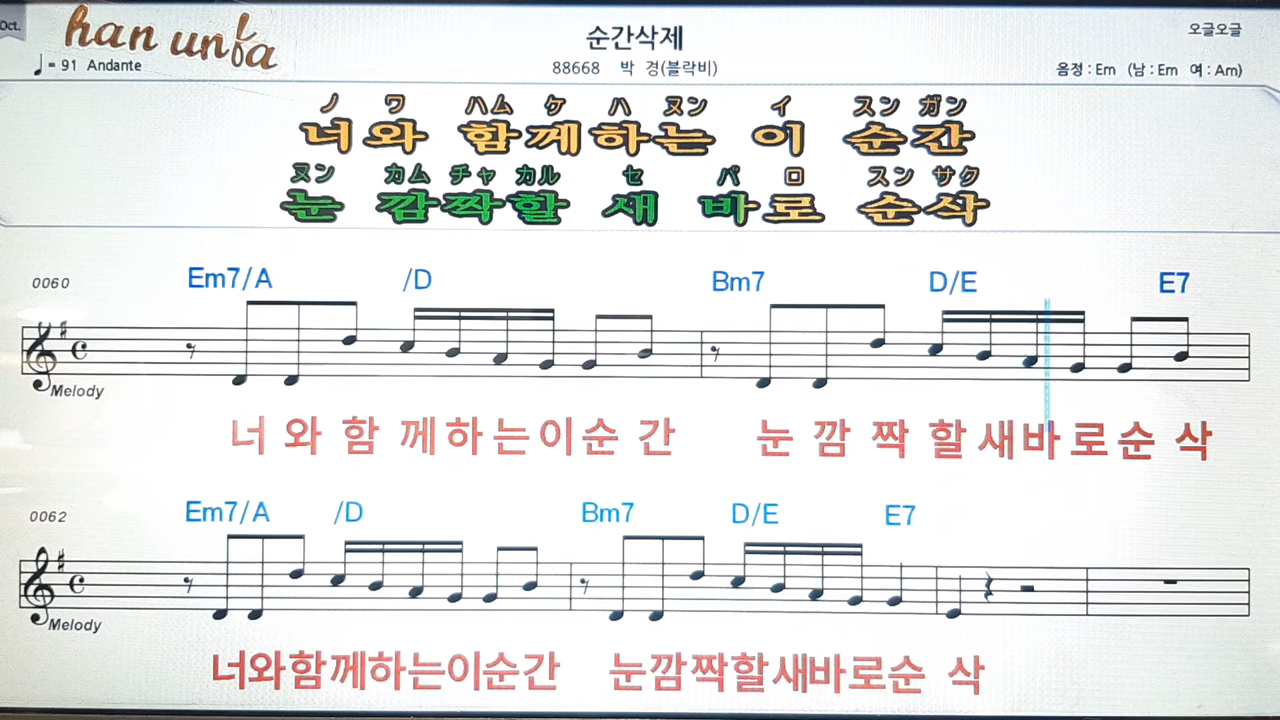 Oct.
han unfa
순간삭제
오글오글
♩= 91 Andante
88668 박 경(블락비)
음정 : Em (남 : Em 여 : Am)
ノ ワ ハム ケ ハ ヌン イ スン ガン
너와 함께하는 이 순간
ヌン カム チャ カル セ バ ロ スン サク
눈 깜짝할 새 바로 순삭
0060
Em7/A /D Bm7 D/E E7
Melody
너 와 함 께 하 는 이 순 간 눈 깜 짝 할 새 바 로 순 삭
0062
Em7/A /D Bm7 D/E E7
Melody
너와함께하는이순간 눈깜짝할새바로순 삭